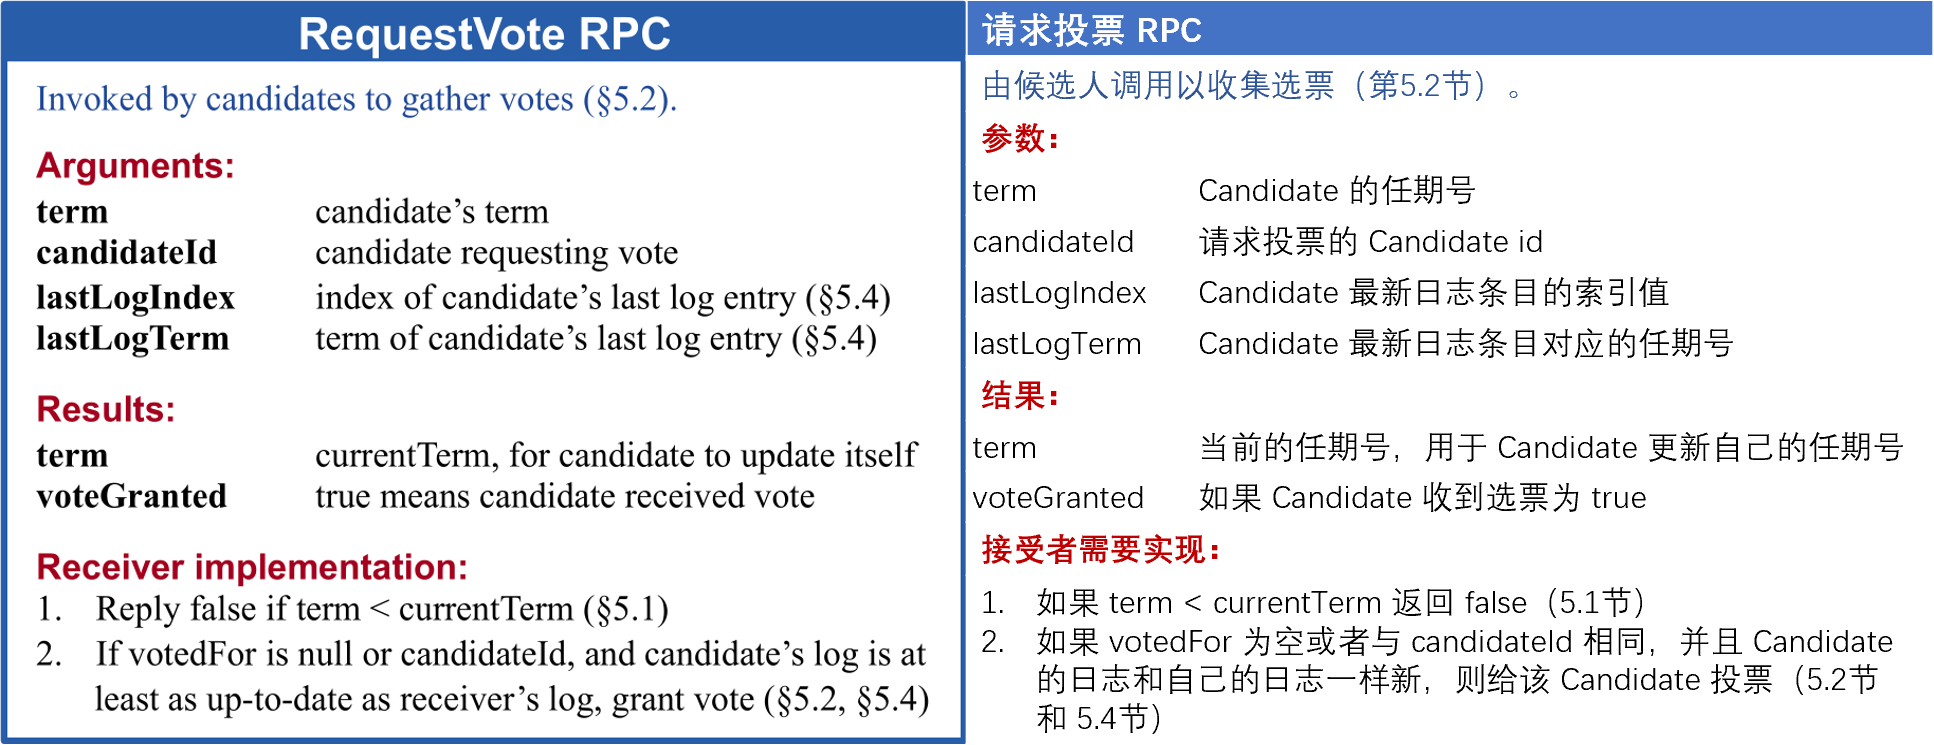 RequestVote RPC
Invoked by candidates to gather votes (§5.2).
Arguments:
term candidate’s term
candidateId candidate requesting vote
lastLogIndex index of candidate’s last log entry (§5.4)
lastLogTerm term of candidate’s last log entry (§5.4)
Results:
term currentTerm, for candidate to update itself
voteGranted true means candidate received vote
Receiver implementation:
1. Reply false if term < currentTerm (§5.1)
2. If votedFor is null or candidateId, and candidate’s log is at
least as up-to-date as receiver’s log, grant vote (§5.2, §5.4)
请求投票 RPC
由候选人调用以收集选票（第5.2节）。
参数：
term Candidate 的任期号
candidateId 请求投票的 Candidate id
lastLogIndex Candidate 最新日志条目的索引值
lastLogTerm Candidate 最新日志条目对应的任期号
结果：
term 当前的任期号，用于 Candidate 更新自己的任期号
voteGranted 如果 Candidate 收到选票为 true
接受者需要实现：
1. 如果 term < currentTerm 返回 false（5.1节）
2. 如果 votedFor 为空或者与 candidateId 相同，并且 Candidate
的日志和自己的日志一样新，则给该 Candidate 投票（5.2节
和 5.4节）